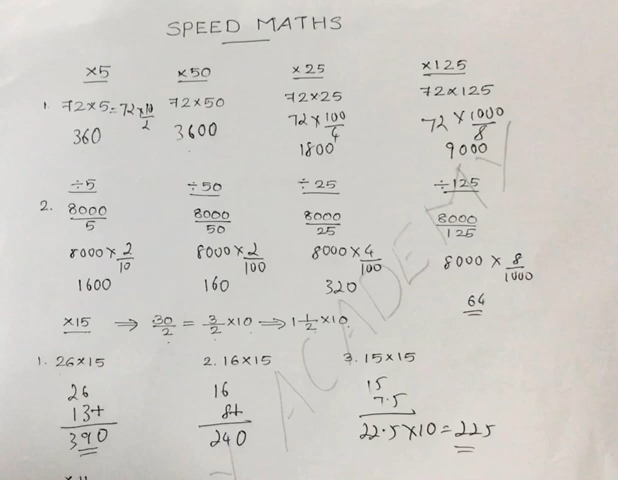 SPEED MATHS
×5 ×50 ×25 ×125
1. 72×5=72×10/2 72×50 72×25 72×125
360 3600 72×100/4 72×1000/8
1800 9000
÷5 ÷50 ÷25 ÷125
2. 8000/5 8000/50 8000/25 8000/125
8000×2/10 8000×2/100 8000×4/100 8000×8/1000
1600 160 320 64
×15 ⇒ 30/2 = 3/2×10 ⇒ 1 1/2×10
1. 26×15 2. 16×15 3. 15×15
26 16 15
13+ 8+ 7.5
390 240 22.5×10=225
ACADEMY